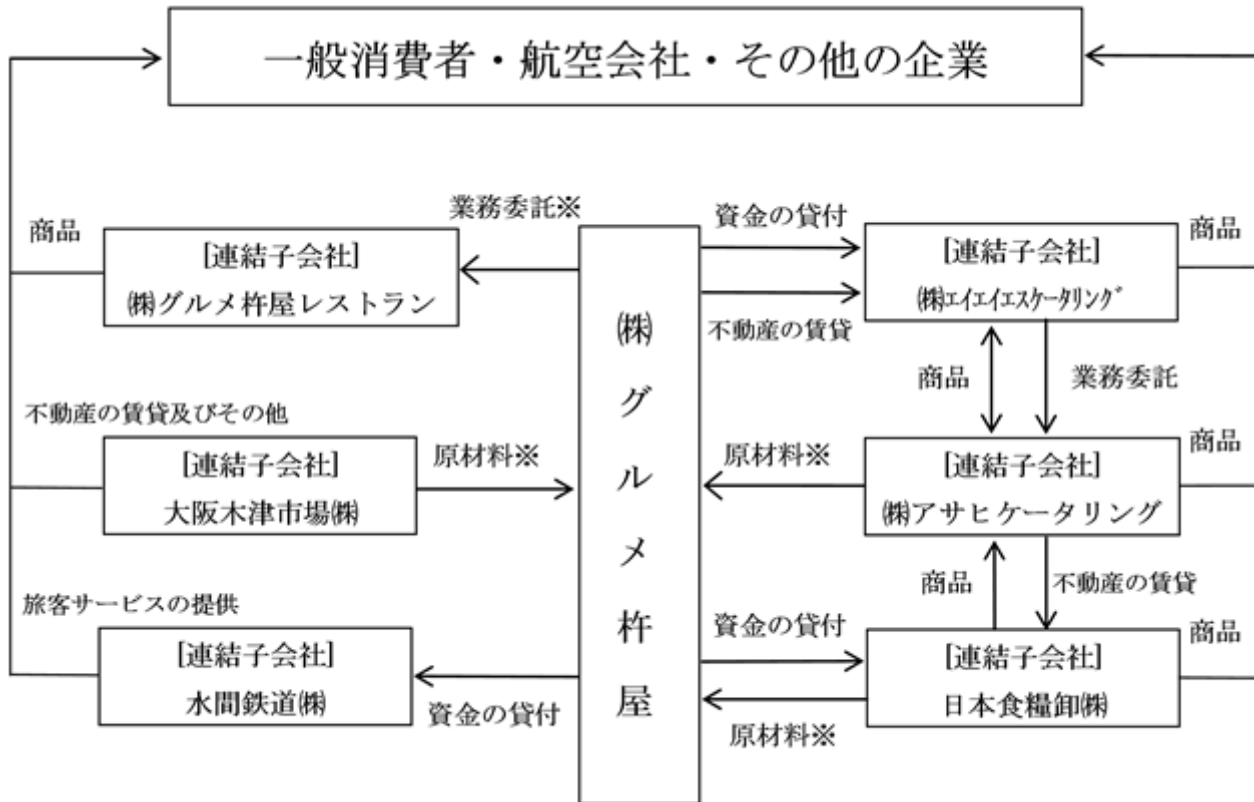 一般消費者・航空会社・その他の企業
商品
[連結子会社]
㈱グルメ杵屋レストラン
業務委託※
不動産の賃貸及びその他
[連結子会社]
大阪木津市場㈱
原材料※
旅客サービスの提供
[連結子会社]
水間鉄道㈱
資金の貸付
㈱グルメ杵屋
資金の貸付
不動産の賃貸
[連結子会社]
㈱エイエイエスケータリング
商品
商品
業務委託
原材料※
[連結子会社]
㈱アサヒケータリング
商品
商品
不動産の賃貸
資金の貸付
原材料※
[連結子会社]
日本食糧卸㈱
商品